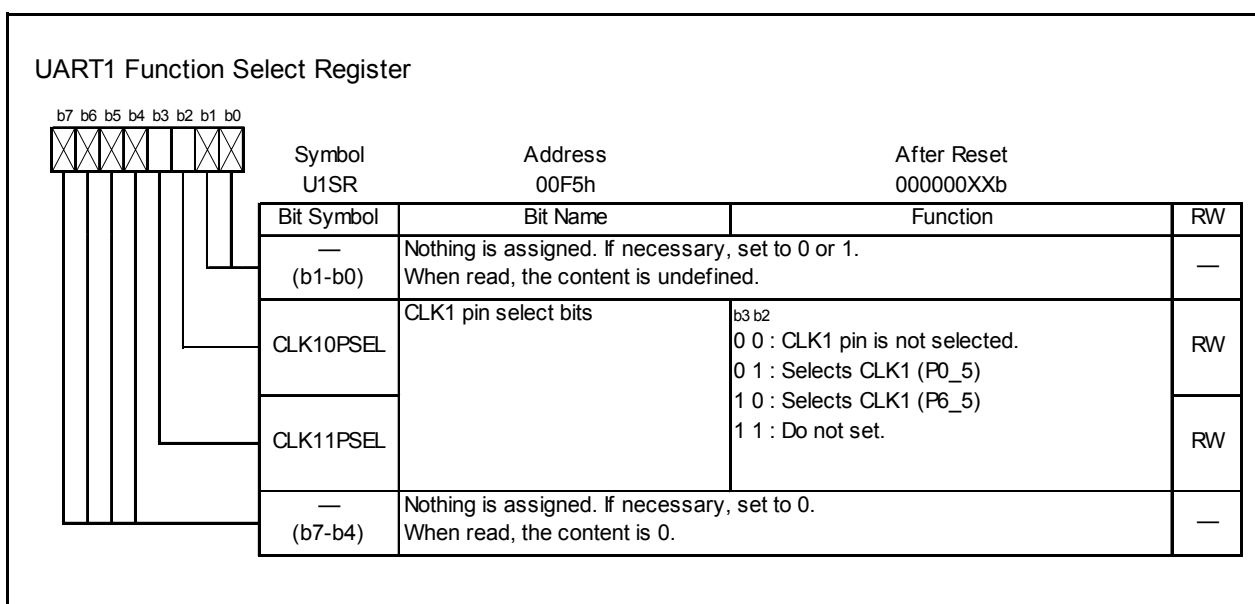 UART1 Function Select Register
b7 b6 b5 b4 b3 b2 b1 b0
Symbol Address After Reset
U1SR 00F5h 000000XXb
Bit Symbol Bit Name Function RW
— Nothing is assigned. If necessary, set to 0 or 1. —
(b1-b0) When read, the content is undefined.
CLK10PSEL CLK1 pin select bits b3 b2 RW
0 0 : CLK1 pin is not selected.
0 1 : Selects CLK1 (P0_5)
1 0 : Selects CLK1 (P6_5)
CLK11PSEL 1 1 : Do not set. RW
— Nothing is assigned. If necessary, set to 0. —
(b7-b4) When read, the content is 0.